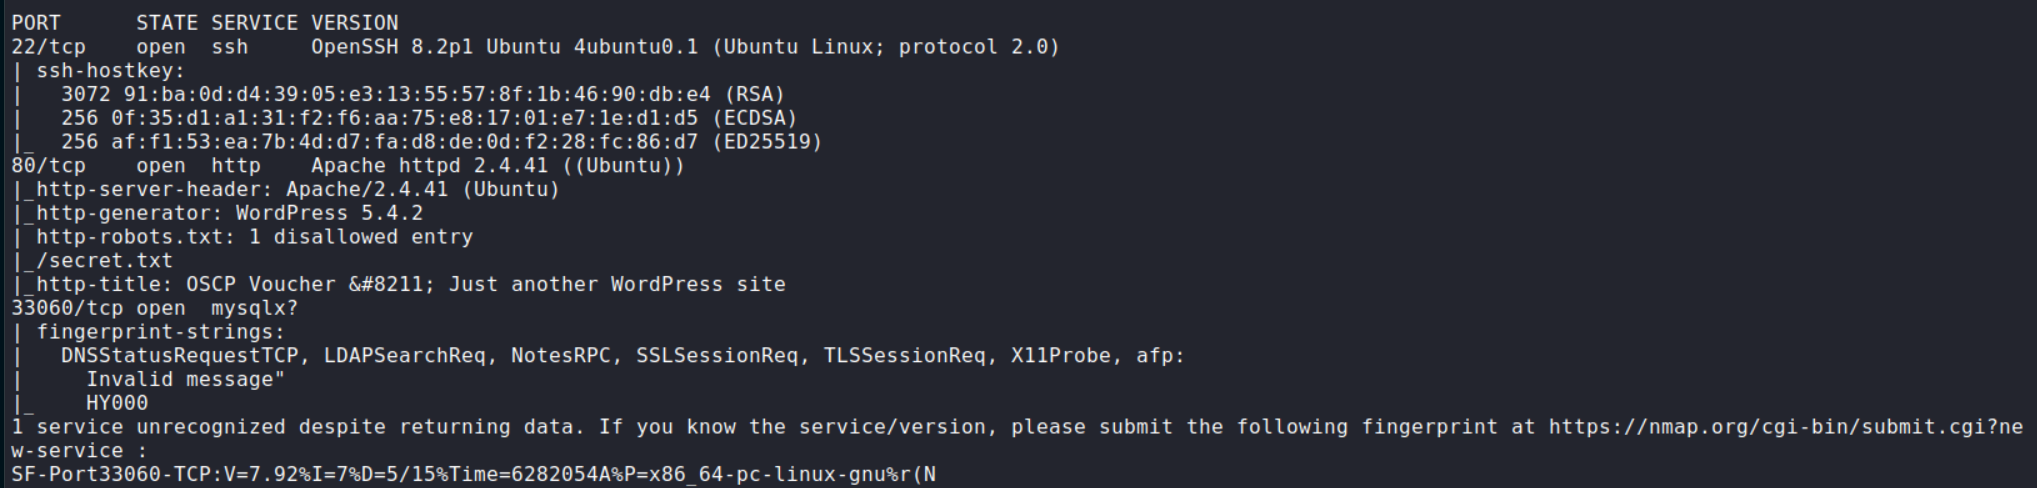 PORT      STATE SERVICE VERSION
22/tcp    open  ssh     OpenSSH 8.2p1 Ubuntu 4ubuntu0.1 (Ubuntu Linux; protocol 2.0)
| ssh-hostkey:
|   3072 91:ba:0d:d4:39:05:e3:13:55:57:8f:1b:46:90:db:e4 (RSA)
|   256 0f:35:d1:a1:31:f2:f6:aa:75:e8:17:01:e7:1e:d1:d5 (ECDSA)
|_  256 af:f1:53:ea:7b:4d:d7:fa:d8:de:0d:f2:28:fc:86:d7 (ED25519)
80/tcp    open  http    Apache httpd 2.4.41 ((Ubuntu))
|_http-server-header: Apache/2.4.41 (Ubuntu)
|_http-generator: WordPress 5.4.2
| http-robots.txt: 1 disallowed entry
|_/secret.txt
|_http-title: OSCP Voucher &#8211; Just another WordPress site
33060/tcp open  mysqlx?
| fingerprint-strings:
|   DNSStatusRequestTCP, LDAPSearchReq, NotesRPC, SSLSessionReq, TLSSessionReq, X11Probe, afp:
|     Invalid message"
|_    HY000
1 service unrecognized despite returning data. If you know the service/version, please submit the following fingerprint at https://nmap.org/cgi-bin/submit.cgi?ne
w-service :
SF-Port33060-TCP:V=7.92%I=7%D=5/15%Time=6282054A%P=x86_64-pc-linux-gnu%r(N